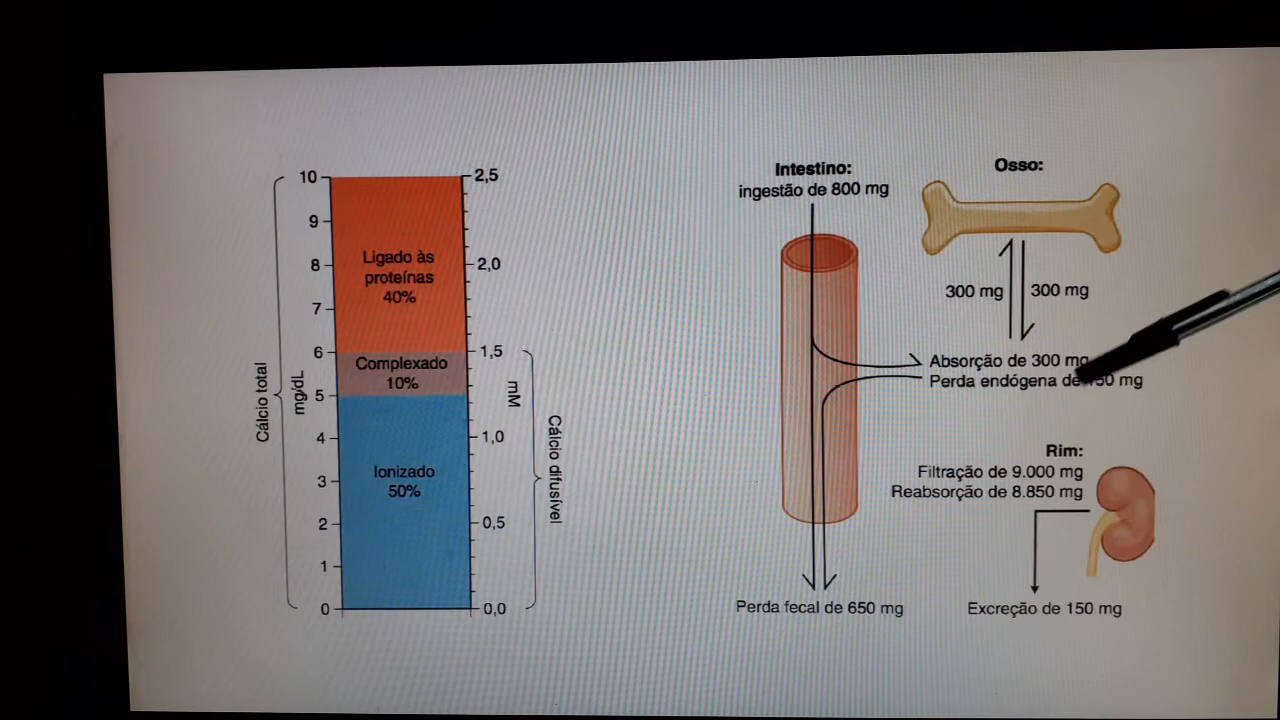 Cálcio total
mg/dL
10
9
8
7
6
5
4
3
2
1
0
Ligado às
proteínas
40%
Complexado
10%
Ionizado
50%
2,5
2,0
1,5
1,0
0,5
0,0
mM
Cálcio difusível
Intestino:
ingestão de 800 mg
Osso:
300 mg
300 mg
Absorção de 300 mg
Perda endógena de mg
Rim:
Filtração de 9.000 mg
Reabsorção de 8.850 mg
Perda fecal de 650 mg
Excreção de 150 mg